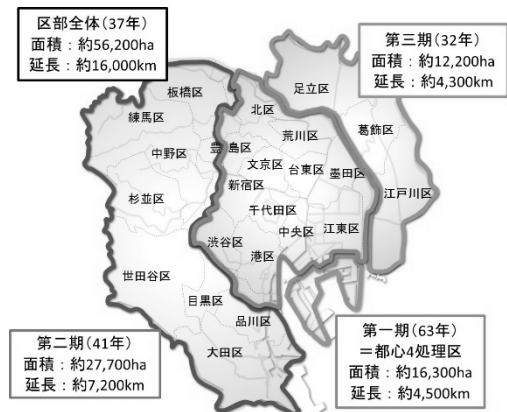 区部全体(37年)
面積：約56,200ha
延長：約16,000km
第三期(32年)
面積：約12,200ha
延長：約4,300km
足立区
板橋区
北区
練馬区
荒川区
葛飾区
豊島区
中野区
文京区
台東区
墨田区
新宿区
江戸川区
杉並区
千代田区
中央区
江東区
渋谷区
港区
世田谷区
目黒区
品川区
大田区
第二期(41年)
面積：約27,700ha
延長：約7,200km
第一期(63年)
＝都心4処理区
面積：約16,300ha
延長：約4,500km